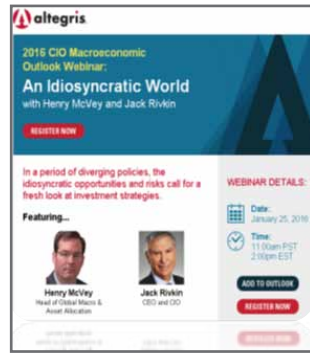 altegris
2016 CIO Macroeconomic
Outlook Webinar:
An Idiosyncratic World
with Henry McVey and Jack Rivkin
REGISTER NOW
In a period of diverging policies, the
idiosyncratic opportunities and risks call for a
fresh look at investment strategies.
Featuring...
Henry McVey
Head of Global Macro &
Asset Allocation
Jack Rivkin
CEO and CIO
WEBINAR DETAILS:
Date:
January 25, 2016
Time:
11:00am PST
2:00pm EST
ADD TO OUTLOOK
REGISTER NOW